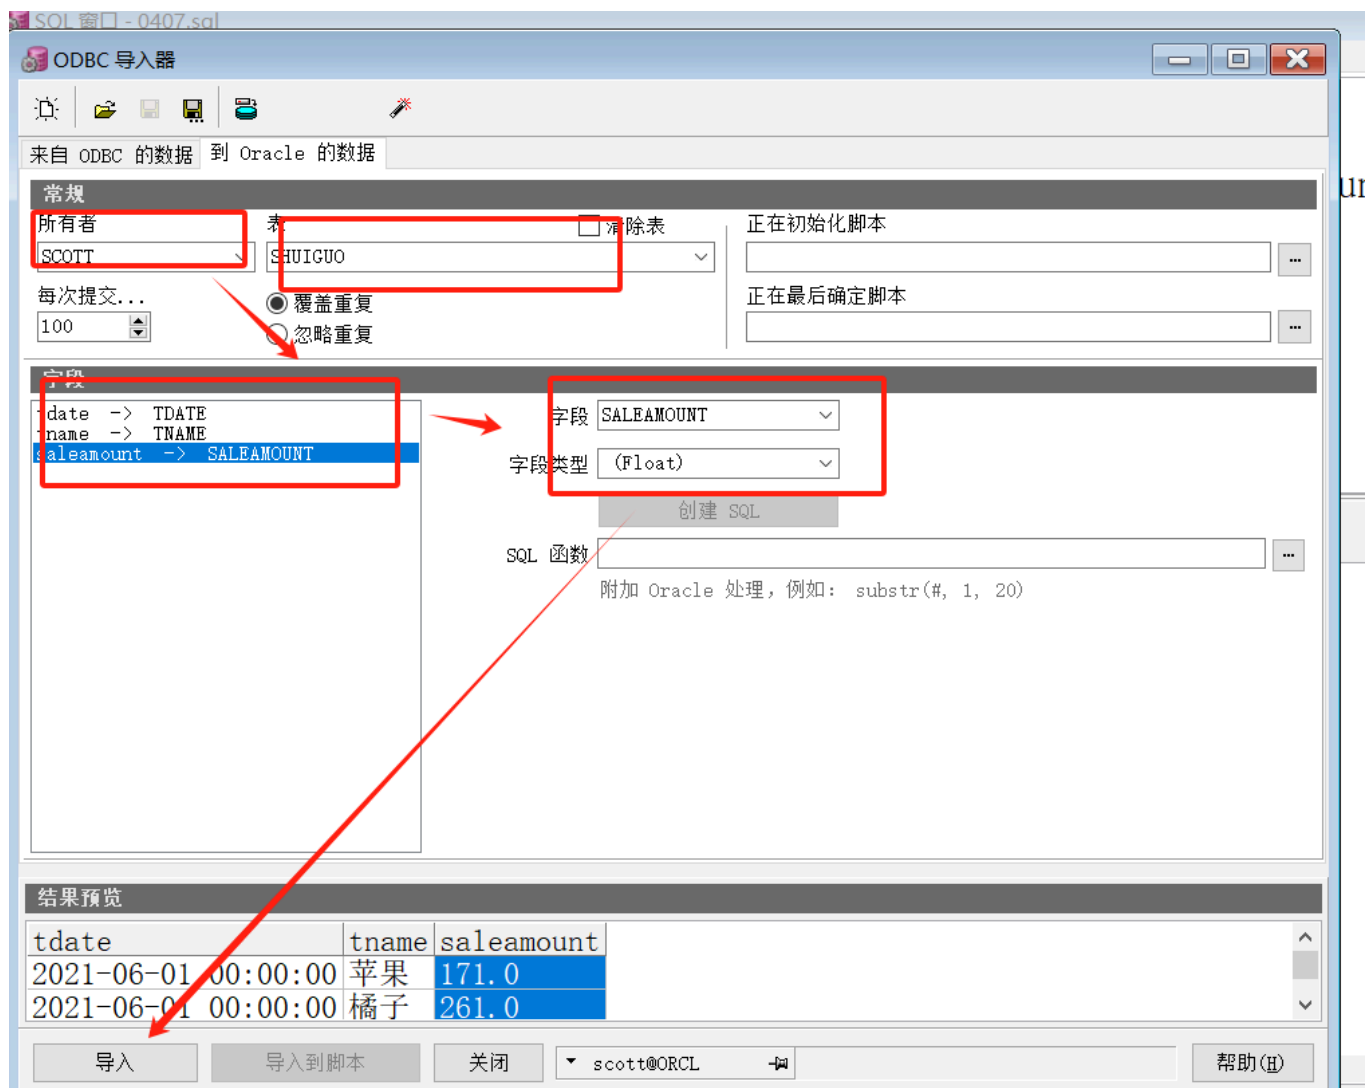 SQL 窗口 - 0407.sql
ODBC 导入器
来自 ODBC 的数据 到 Oracle 的数据
常规
所有者 表 清除表 正在初始化脚本
SCOTT SHUIGUO ...
每次提交... 覆盖重复 正在最后确定脚本
100 忽略重复 ...
字段
tdate -> TDATE 字段 SALEAMOUNT
tname -> TNAME
saleamount -> SALEAMOUNT 字段类型 (Float)
创建 SQL
SQL 函数 ...
附加 Oracle 处理，例如: substr(#, 1, 20)
结果预览
tdate tname saleamount
2021-06-01 00:00:00 苹果 171.0
2021-06-01 00:00:00 橘子 261.0
导入 导入到脚本 关闭 scott@ORCL 帮助(H)